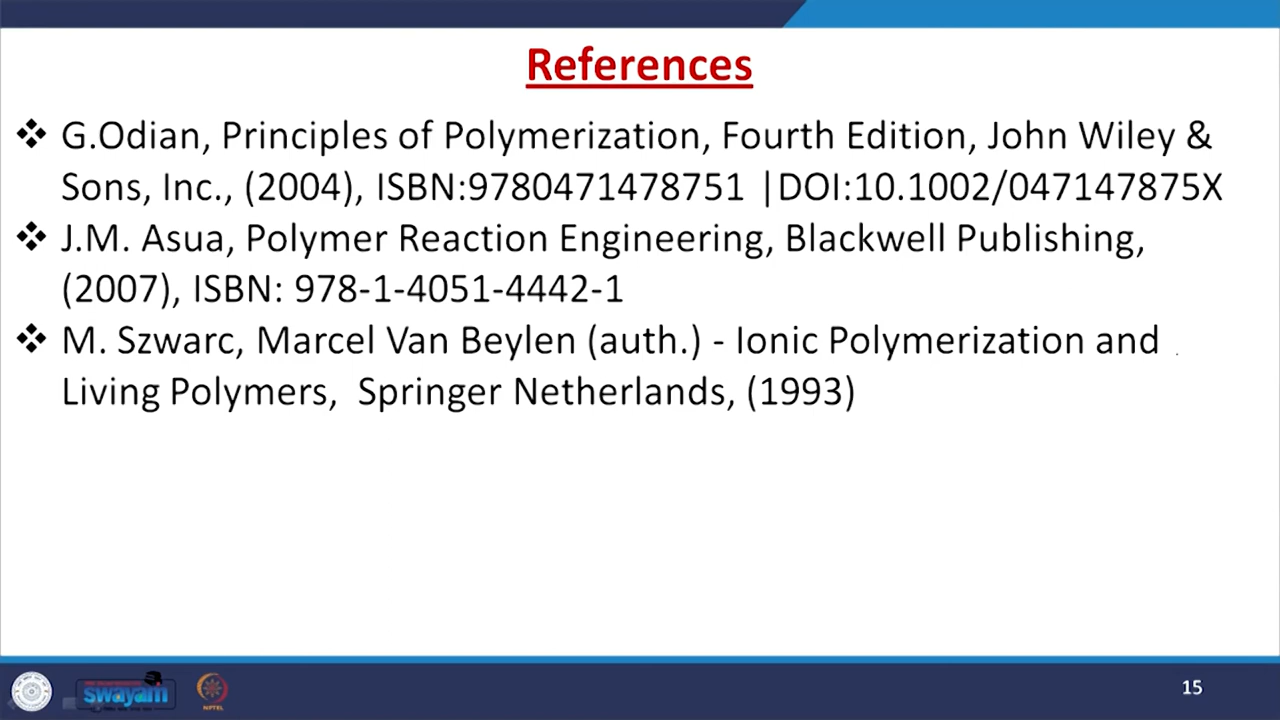 References
❖ G.Odian, Principles of Polymerization, Fourth Edition, John Wiley &
Sons, Inc., (2004), ISBN:9780471478751 |DOI:10.1002/047147875X
❖ J.M. Asua, Polymer Reaction Engineering, Blackwell Publishing,
(2007), ISBN: 978-1-4051-4442-1
❖ M. Szwarc, Marcel Van Beylen (auth.) - Ionic Polymerization and
Living Polymers,  Springer Netherlands, (1993)
swayam
NPTEL
15